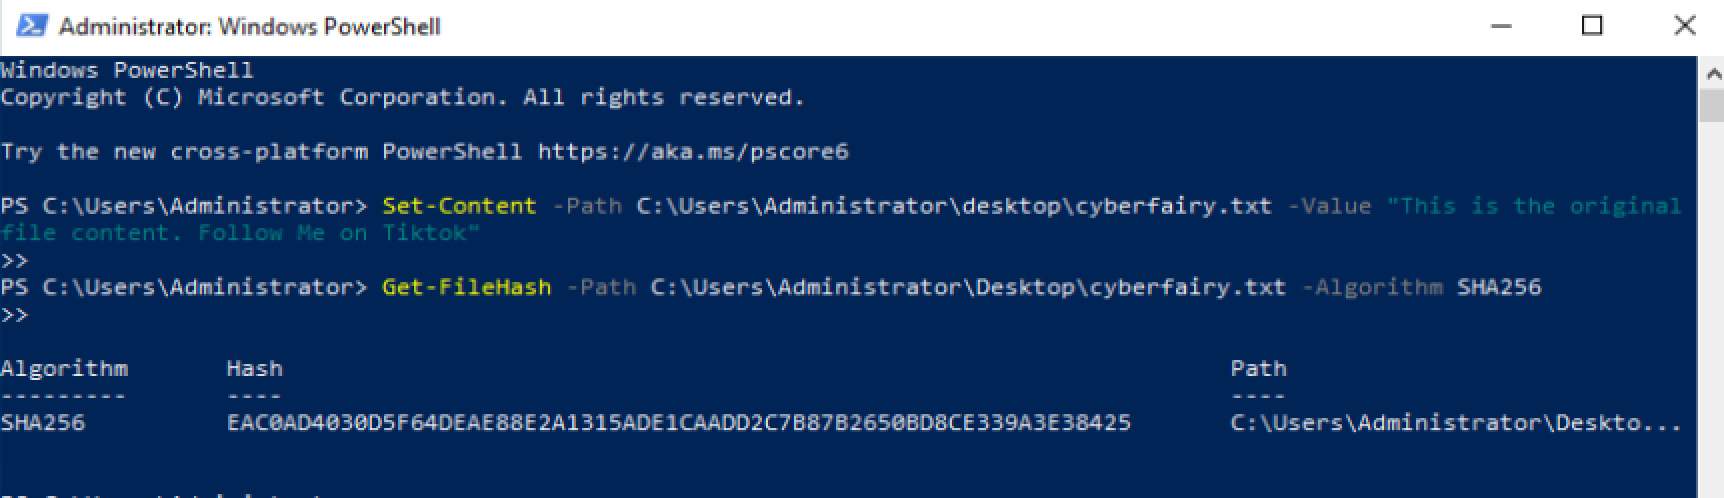 Administrator: Windows PowerShell
Windows PowerShell
Copyright (C) Microsoft Corporation. All rights reserved.
Try the new cross-platform PowerShell https://aka.ms/pscore6
PS C:\Users\Administrator> Set-Content -Path C:\Users\Administrator\desktop\cyberfairy.txt -Value "This is the original
file content. Follow Me on Tiktok"
>>
PS C:\Users\Administrator> Get-FileHash -Path C:\Users\Administrator\Desktop\cyberfairy.txt -Algorithm SHA256
>>
Algorithm Hash Path
--------- ---- ----
SHA256 EAC0AD4030D5F64DEAE88E2A1315ADE1CAADD2C7B87B2650BD8CE339A3E38425 C:\Users\Administrator\Deskto...